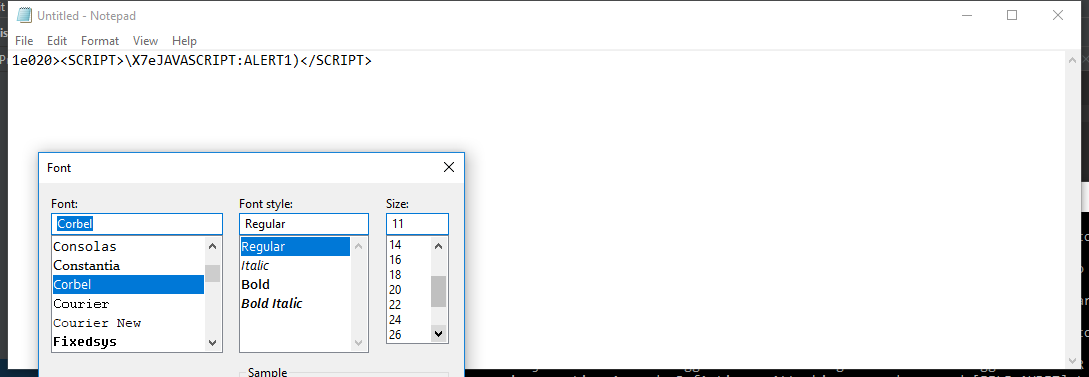 Untitled - Notepad
File Edit Format View Help
1e020><SCRIPT>\X7eJAVASCRIPT:ALERT1)</SCRIPT>
Font
Font: Font style: Size:
Corbel Regular 11
Consolas Regular 14
Constantia Italic 16
Corbel Bold 18
Courier Bold Italic 20
Courier New 22
Fixedsys 24
26
Sample